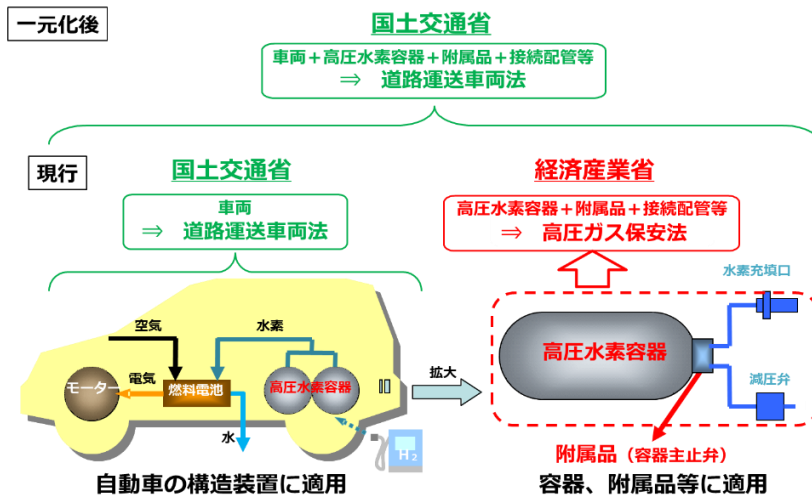 一元化後
国土交通省
車両＋高圧水素容器＋附属品＋接続配管等
⇒ 道路運送車両法
現行
国土交通省
車両
⇒ 道路運送車両法
経済産業省
高圧水素容器＋附属品＋接続配管等
⇒ 高圧ガス保安法
水素充填口
空気
水素
モーター
電気
燃料電池
高圧水素容器
水
H2
拡大
高圧水素容器
減圧弁
附属品（容器主止弁）
自動車の構造装置に適用
容器、附属品等に適用